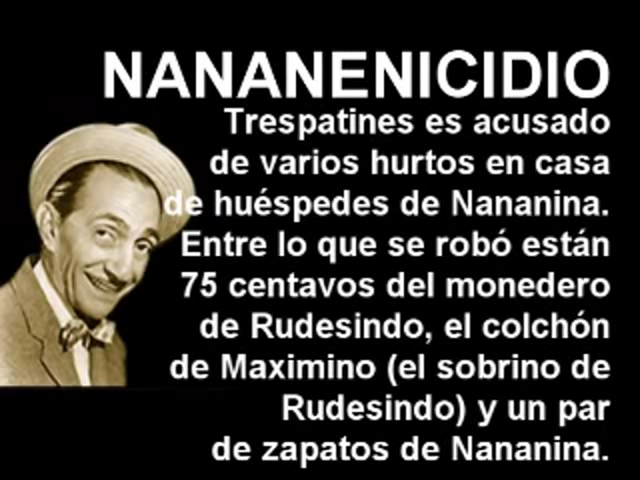 NANANENICIDIO
Trespatines es acusado
de varios hurtos en casa
de huéspedes de Nananina.
Entre lo que se robó están
75 centavos del monedero
de Rudesindo, el colchón
de Maximino (el sobrino de
Rudesindo) y un par
de zapatos de Nananina.